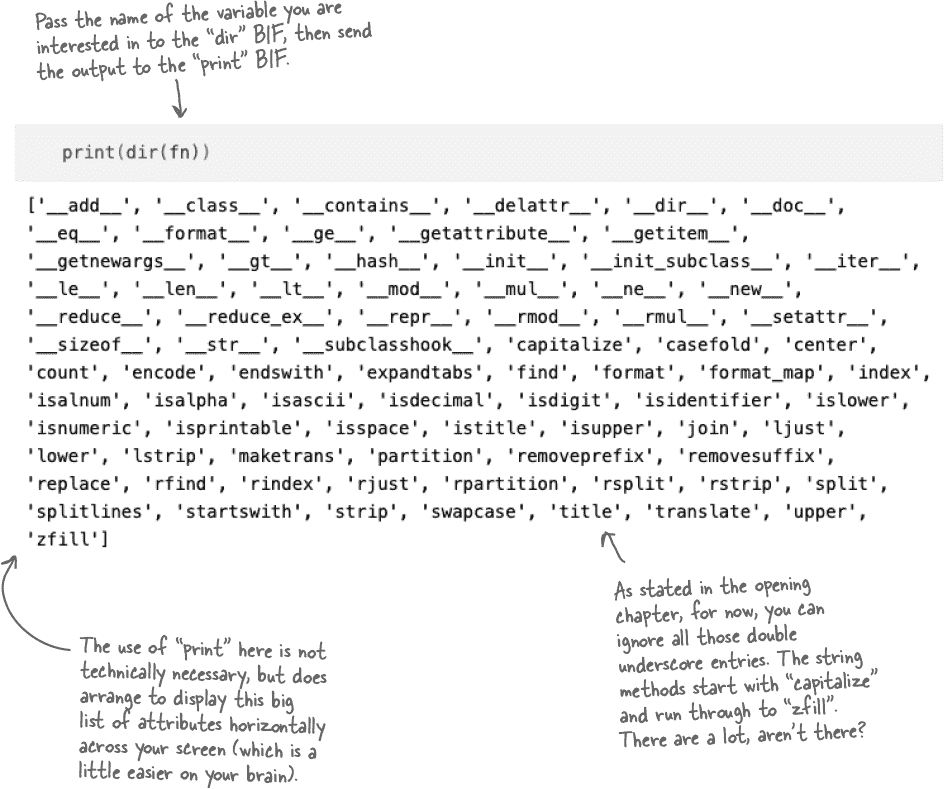 Pass the name of the variable you are
interested in to the “dir” BIF, then send
the output to the “print” BIF.
print(dir(fn))
['__add__', '__class__', '__contains__', '__delattr__', '__dir__', '__doc__',
'__eq__', '__format__', '__ge__', '__getattribute__', '__getitem__',
'__getnewargs__', '__gt__', '__hash__', '__init__', '__init_subclass__', '__iter__',
'__le__', '__len__', '__lt__', '__mod__', '__mul__', '__ne__', '__new__',
'__reduce__', '__reduce_ex__', '__repr__', '__rmod__', '__rmul__', '__setattr__',
'__sizeof__', '__str__', '__subclasshook__', 'capitalize', 'casefold', 'center',
'count', 'encode', 'endswith', 'expandtabs', 'find', 'format', 'format_map', 'index',
'isalnum', 'isalpha', 'isascii', 'isdecimal', 'isdigit', 'isidentifier', 'islower',
'isnumeric', 'isprintable', 'isspace', 'istitle', 'isupper', 'join', 'ljust',
'lower', 'lstrip', 'maketrans', 'partition', 'removeprefix', 'removesuffix',
'replace', 'rfind', 'rindex', 'rjust', 'rpartition', 'rsplit', 'rstrip', 'split',
'splitlines', 'startswith', 'strip', 'swapcase', 'title', 'translate', 'upper',
'zfill']
The use of “print” here is not
technically necessary, but does
arrange to display this big
list of attributes horizontally
across your screen (which is a
little easier on your brain).
As stated in the opening
chapter, for now, you can
ignore all those double
underscore entries. The string
methods start with “capitalize”
and run through to “zfill”.
There are a lot, aren't there?